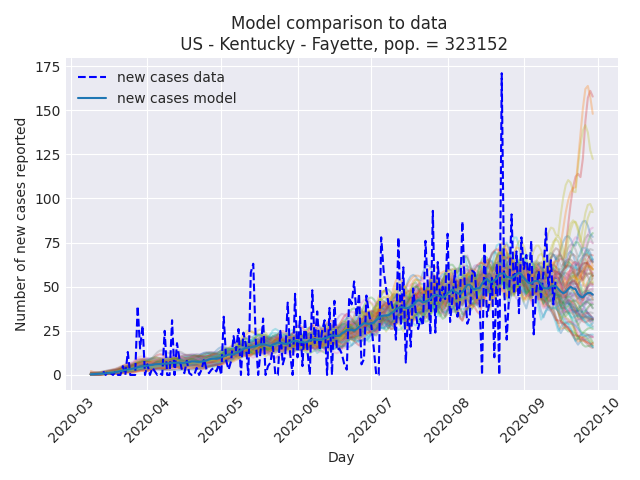 Model comparison to data
US - Kentucky - Fayette, pop. = 323152
Number of new cases reported
175
150
125
100
75
50
25
0
new cases data
new cases model
2020-03
2020-04
2020-05
2020-06
2020-07
2020-08
2020-09
2020-10
Day